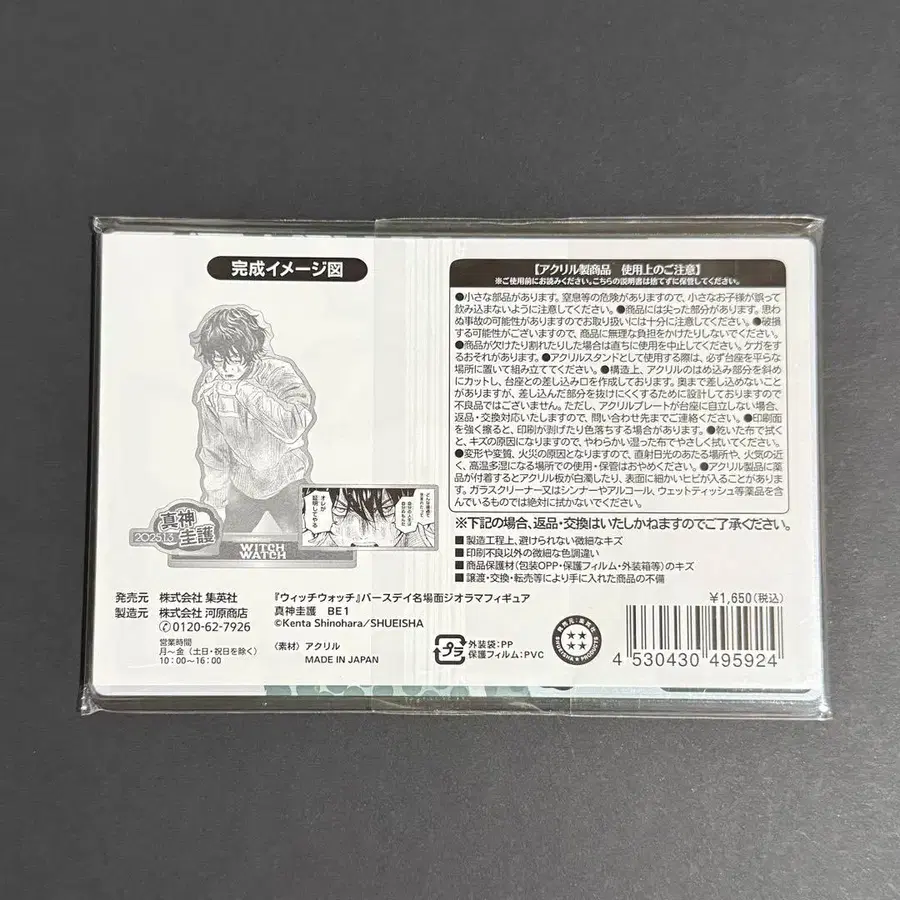 完成イメージ図
真神
圭護
2025.1.3
WITCH
WATCH
オレが
証明してやる
【アクリル製商品 使用上のご注意】
※ご使用前にお読みください。こちらの説明書は捨てずに保管してください。
●小さな部品があります。窒息等の危険がありますので、小さなお子様が誤って
飲み込まないように注意してください。●商品には尖った部分があります。思わ
ぬ事故の可能性がありますのでお取り扱いには十分に注意してください。●破損
する可能性がございますので、商品に無理な負担をかけたりしないでください。
●商品が欠けたり割れたりした場合は直ちに使用を中止してください。ケガをす
るおそれがあります。●アクリルスタンドとして使用する際は、必ず台座を平らな
場所に置いて組み立ててください。●構造上、アクリルのはめ込み部分を斜め
にカットし、台座との差し込み口を作成しております。奥まで差し込めないこと
がありますが、差し込んだ部分を抜けにくくするために設計しておりますので
不良品ではございません。ただし、アクリルプレートが台座に自立しない場合、
返品・交換対応いたしますので、問い合わせ先までご連絡ください。●印刷面
を強く擦ると、印刷が剥げたり色落ちする場合があります。●乾いた布で拭く
と、キズの原因になりますので、やわらかい湿った布でやさしく拭いてください。
●変形や変質、火災の原因となりますので、直射日光のあたる場所や、火気の近
く、高温多湿になる場所での使用・保管はおやめください。●アクリル製品に薬
品が付着するとアクリル板が白濁したり、表面に細かいヒビが入ることがありま
す。ガラスクリーナー又はシンナーやアルコール、ウェットティッシュ等薬品を含
んでいるものでは絶対に拭かないでください。
※下記の場合、返品・交換はいたしかねますのでご了承ください。
■製造工程上、避けられない微細なキズ
■印刷不良以外の微細な色調違い
■商品保護材(包装OPP・保護フィルム・外装箱等)のキズ
■譲渡・交換・転売等により手に入れた商品の不備
発売元 株式会社 集英社
製造元 株式会社 河原商店
0120-62-7926
営業時間
月〜金(土日・祝日を除く)
10:00〜16:00
『ウィッチウォッチ』バースデイ名場面ジオラマフィギュア
真神圭護 BE1
©Kenta Shinohara/SHUEISHA
〈素材〉アクリル
MADE IN JAPAN
プラ
外装袋:PP
保護フィルム:PVC
¥1,650(税込)
4 530430 495924